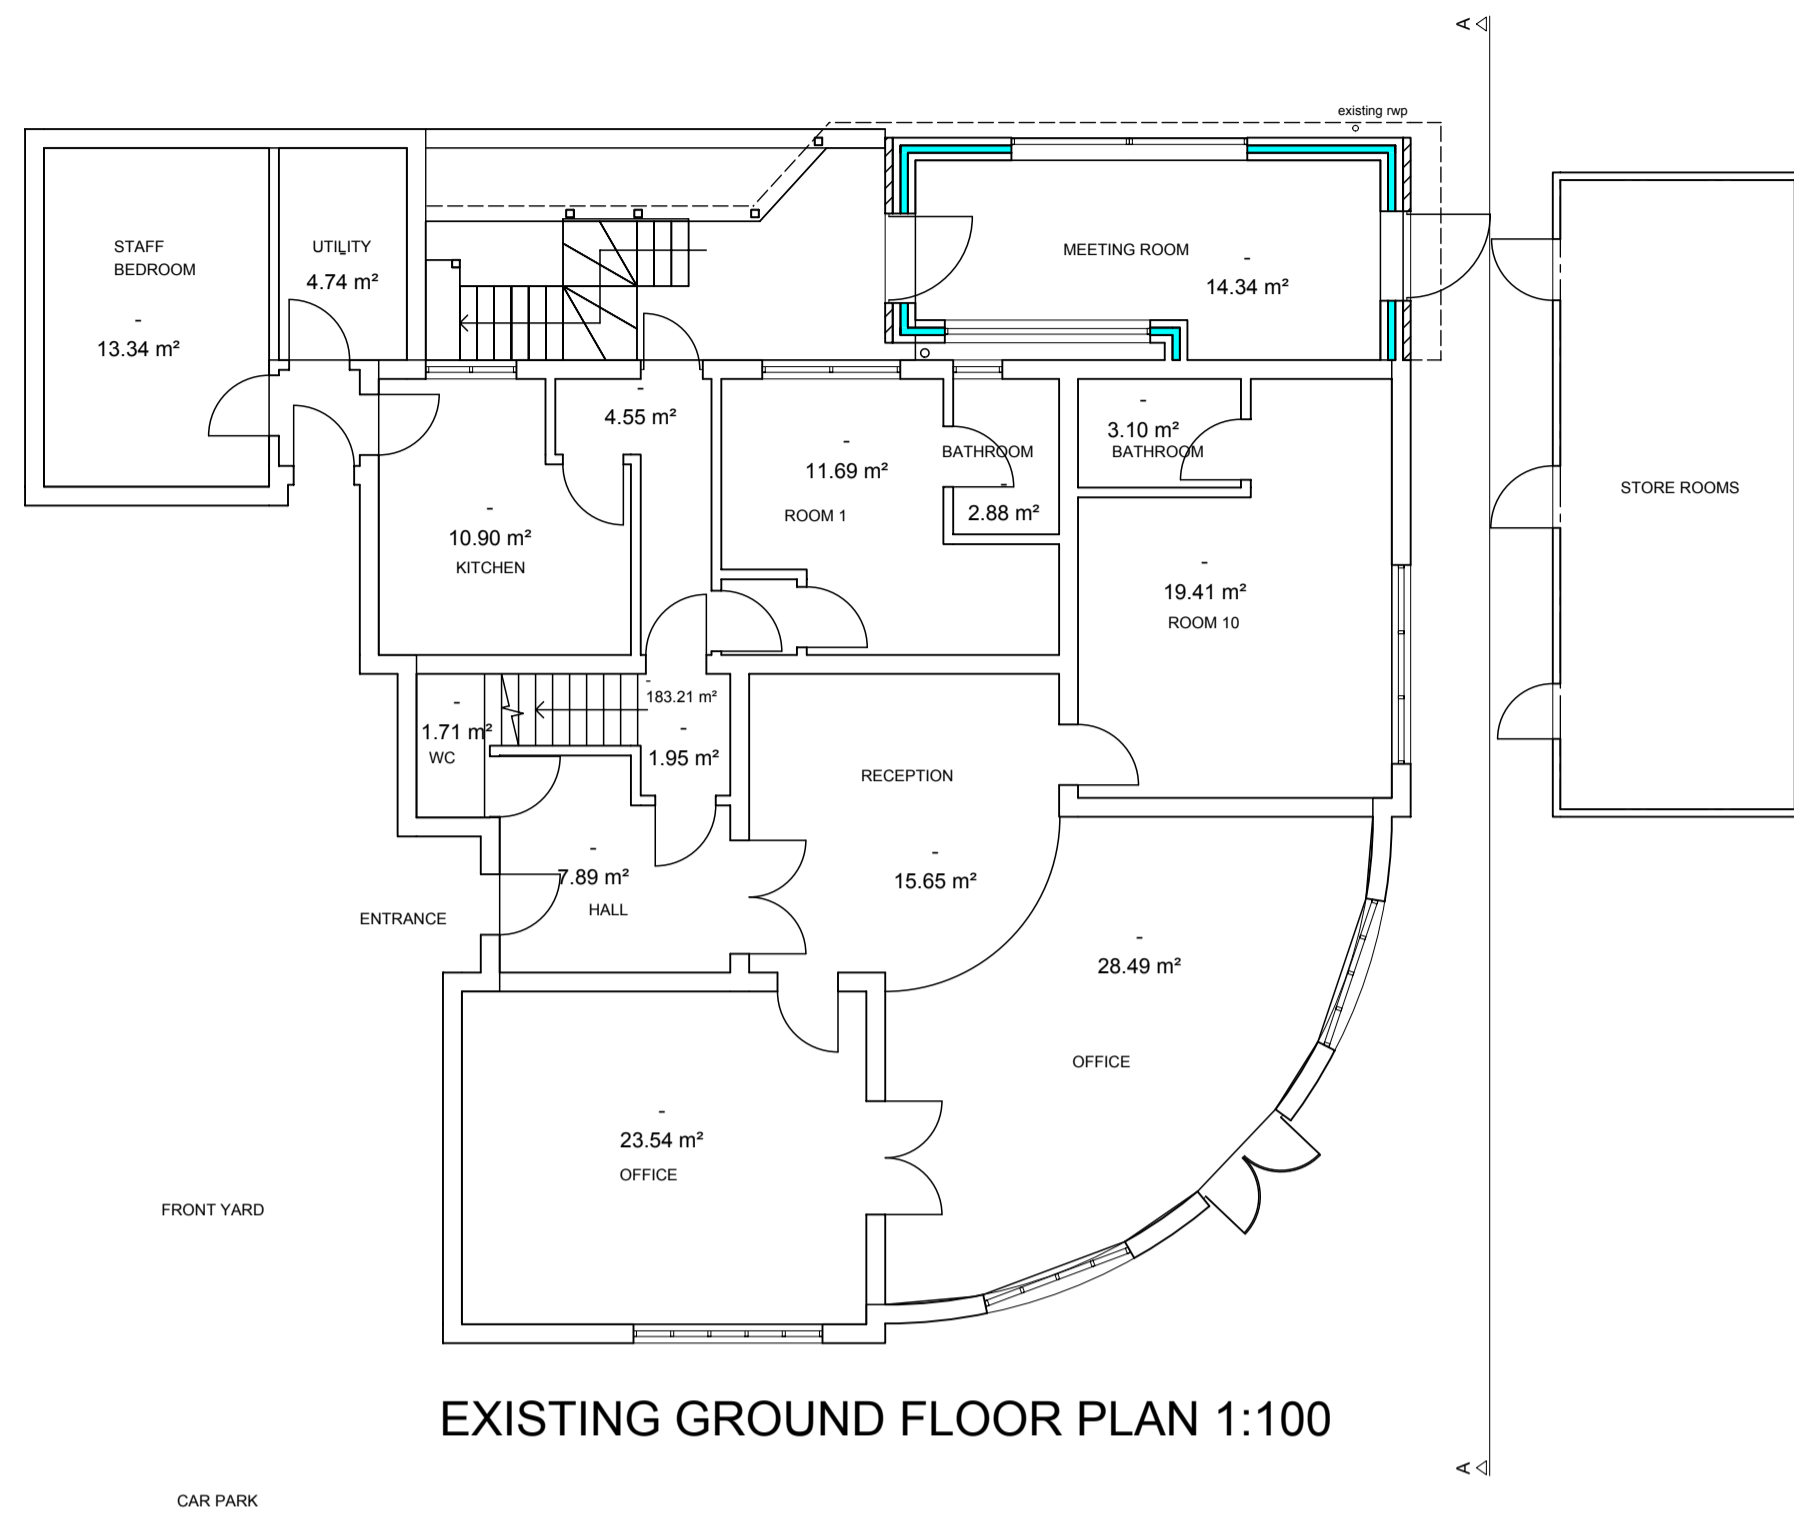 A
existing rwp
STAFF
BEDROOM
-
13.34 m²
UTILITY
-
4.74 m²
MEETING ROOM
-
14.34 m²
-
4.55 m²
-
11.69 m²
ROOM 1
BATHROOM
-
2.88 m²
-
3.10 m²
BATHROOM
STORE ROOMS
-
10.90 m²
KITCHEN
-
19.41 m²
ROOM 10
-
183.21 m²
-
1.71 m²
WC
-
1.95 m²
RECEPTION
-
15.65 m²
-
7.89 m²
HALL
ENTRANCE
-
28.49 m²
OFFICE
-
23.54 m²
OFFICE
FRONT YARD
EXISTING GROUND FLOOR PLAN 1:100
A
CAR PARK